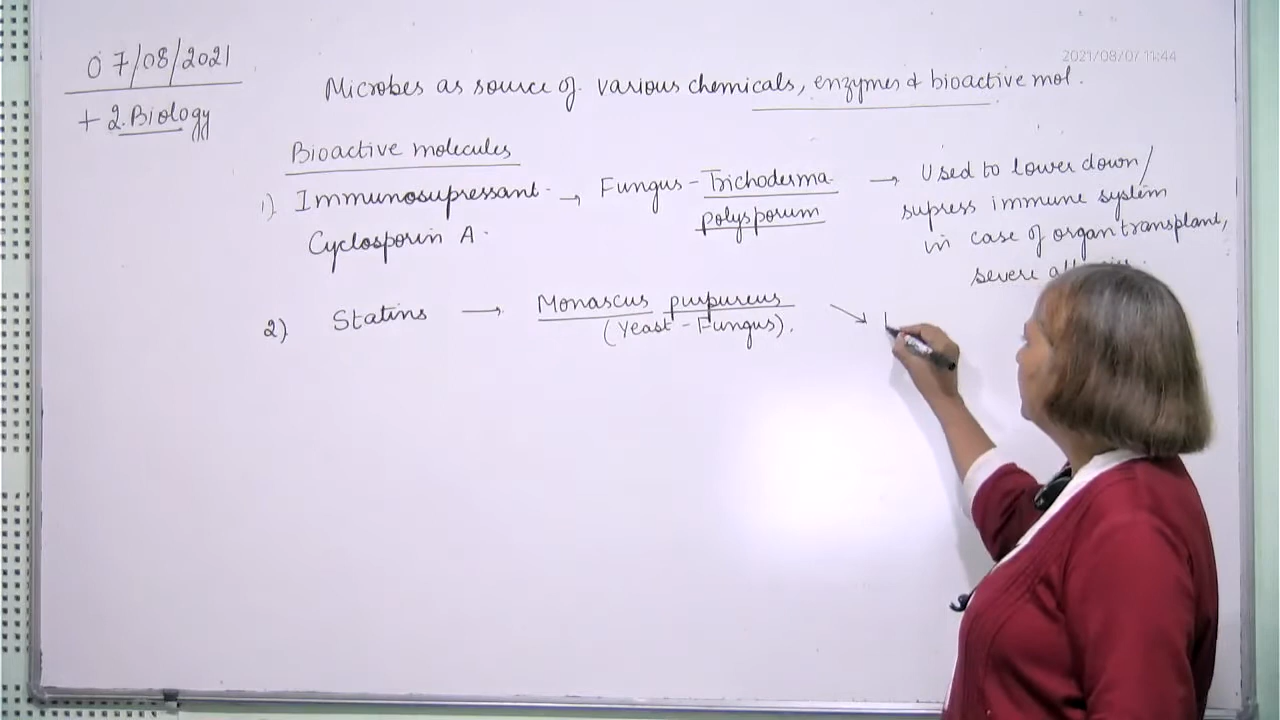 07/08/2021
+2.Biology
2021/08/07 11:44
Microbes as source of various chemicals, enzymes & bioactive mol.
Bioactive molecules
1) Immunosupressant → Fungus - Trichoderma polysporum → Used to lower down/
supress immune system
in case of organ transplant,
severe
Cyclosporin A.
2) Statins → Monascus purpureus
(Yeast - Fungus).